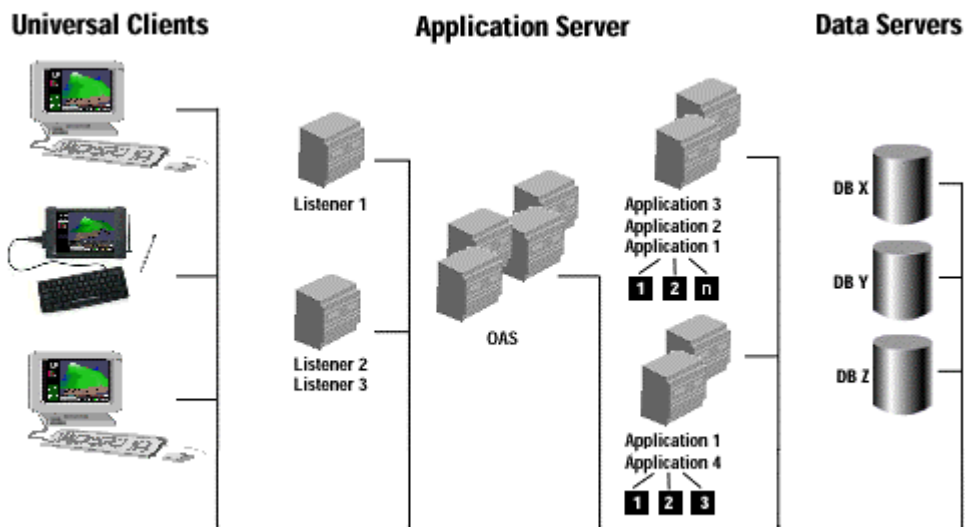 Universal Clients
Application Server
Data Servers
Listener 1
Listener 2
Listener 3
OAS
Application 3
Application 2
Application 1
1 2 n
Application 1
Application 4
1 2 3
DB X
DB Y
DB Z